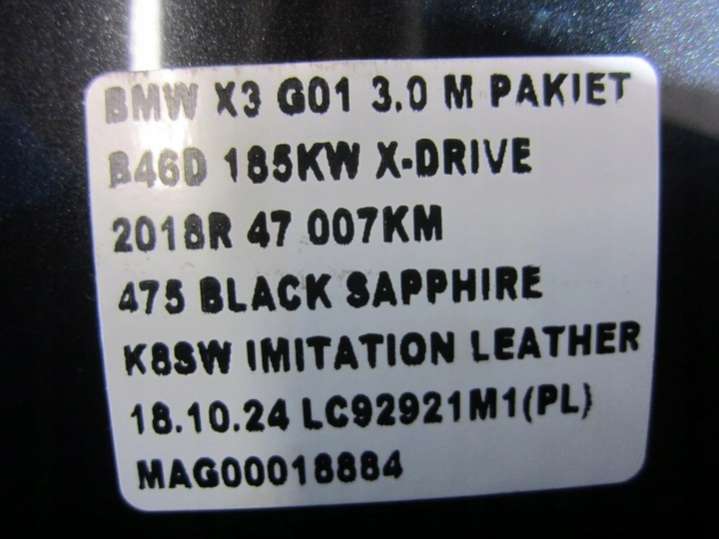 BMW X3 G01 3.0 M PAKIET
B46D 185KW X-DRIVE
2018R 47 007KM
475 BLACK SAPPHIRE
K8SW IMITATION LEATHER
18.10.24 LC92921M1(PL)
MAG00018884